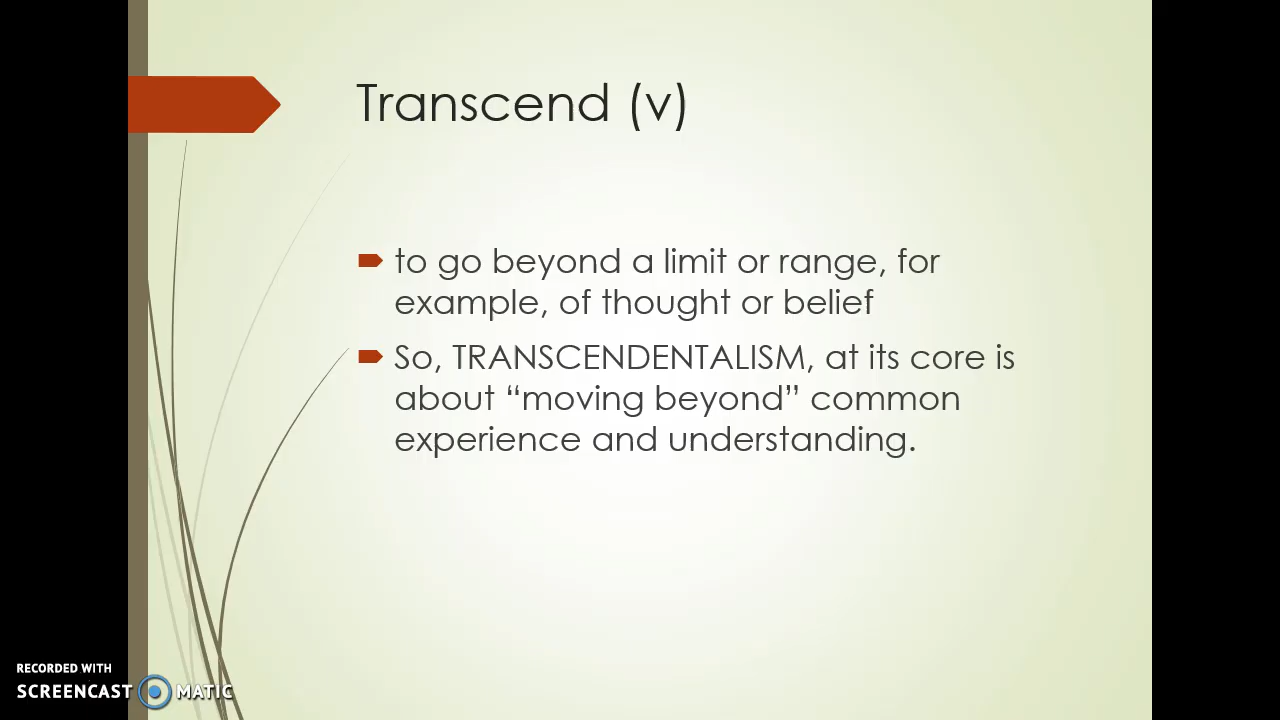 Transcend (v)
to go beyond a limit or range, for
example, of thought or belief
So, TRANSCENDENTALISM, at its core is
about “moving beyond” common
experience and understanding.
RECORDED WITH
SCREENCAST MATIC